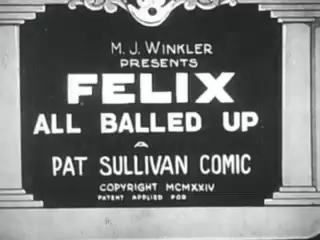 M. J. WINKLER
PRESENTS
FELIX
ALL BALLED UP
A
PAT SULLIVAN COMIC
COPYRIGHT MCMXXIV
PATENT APPLIED FOR